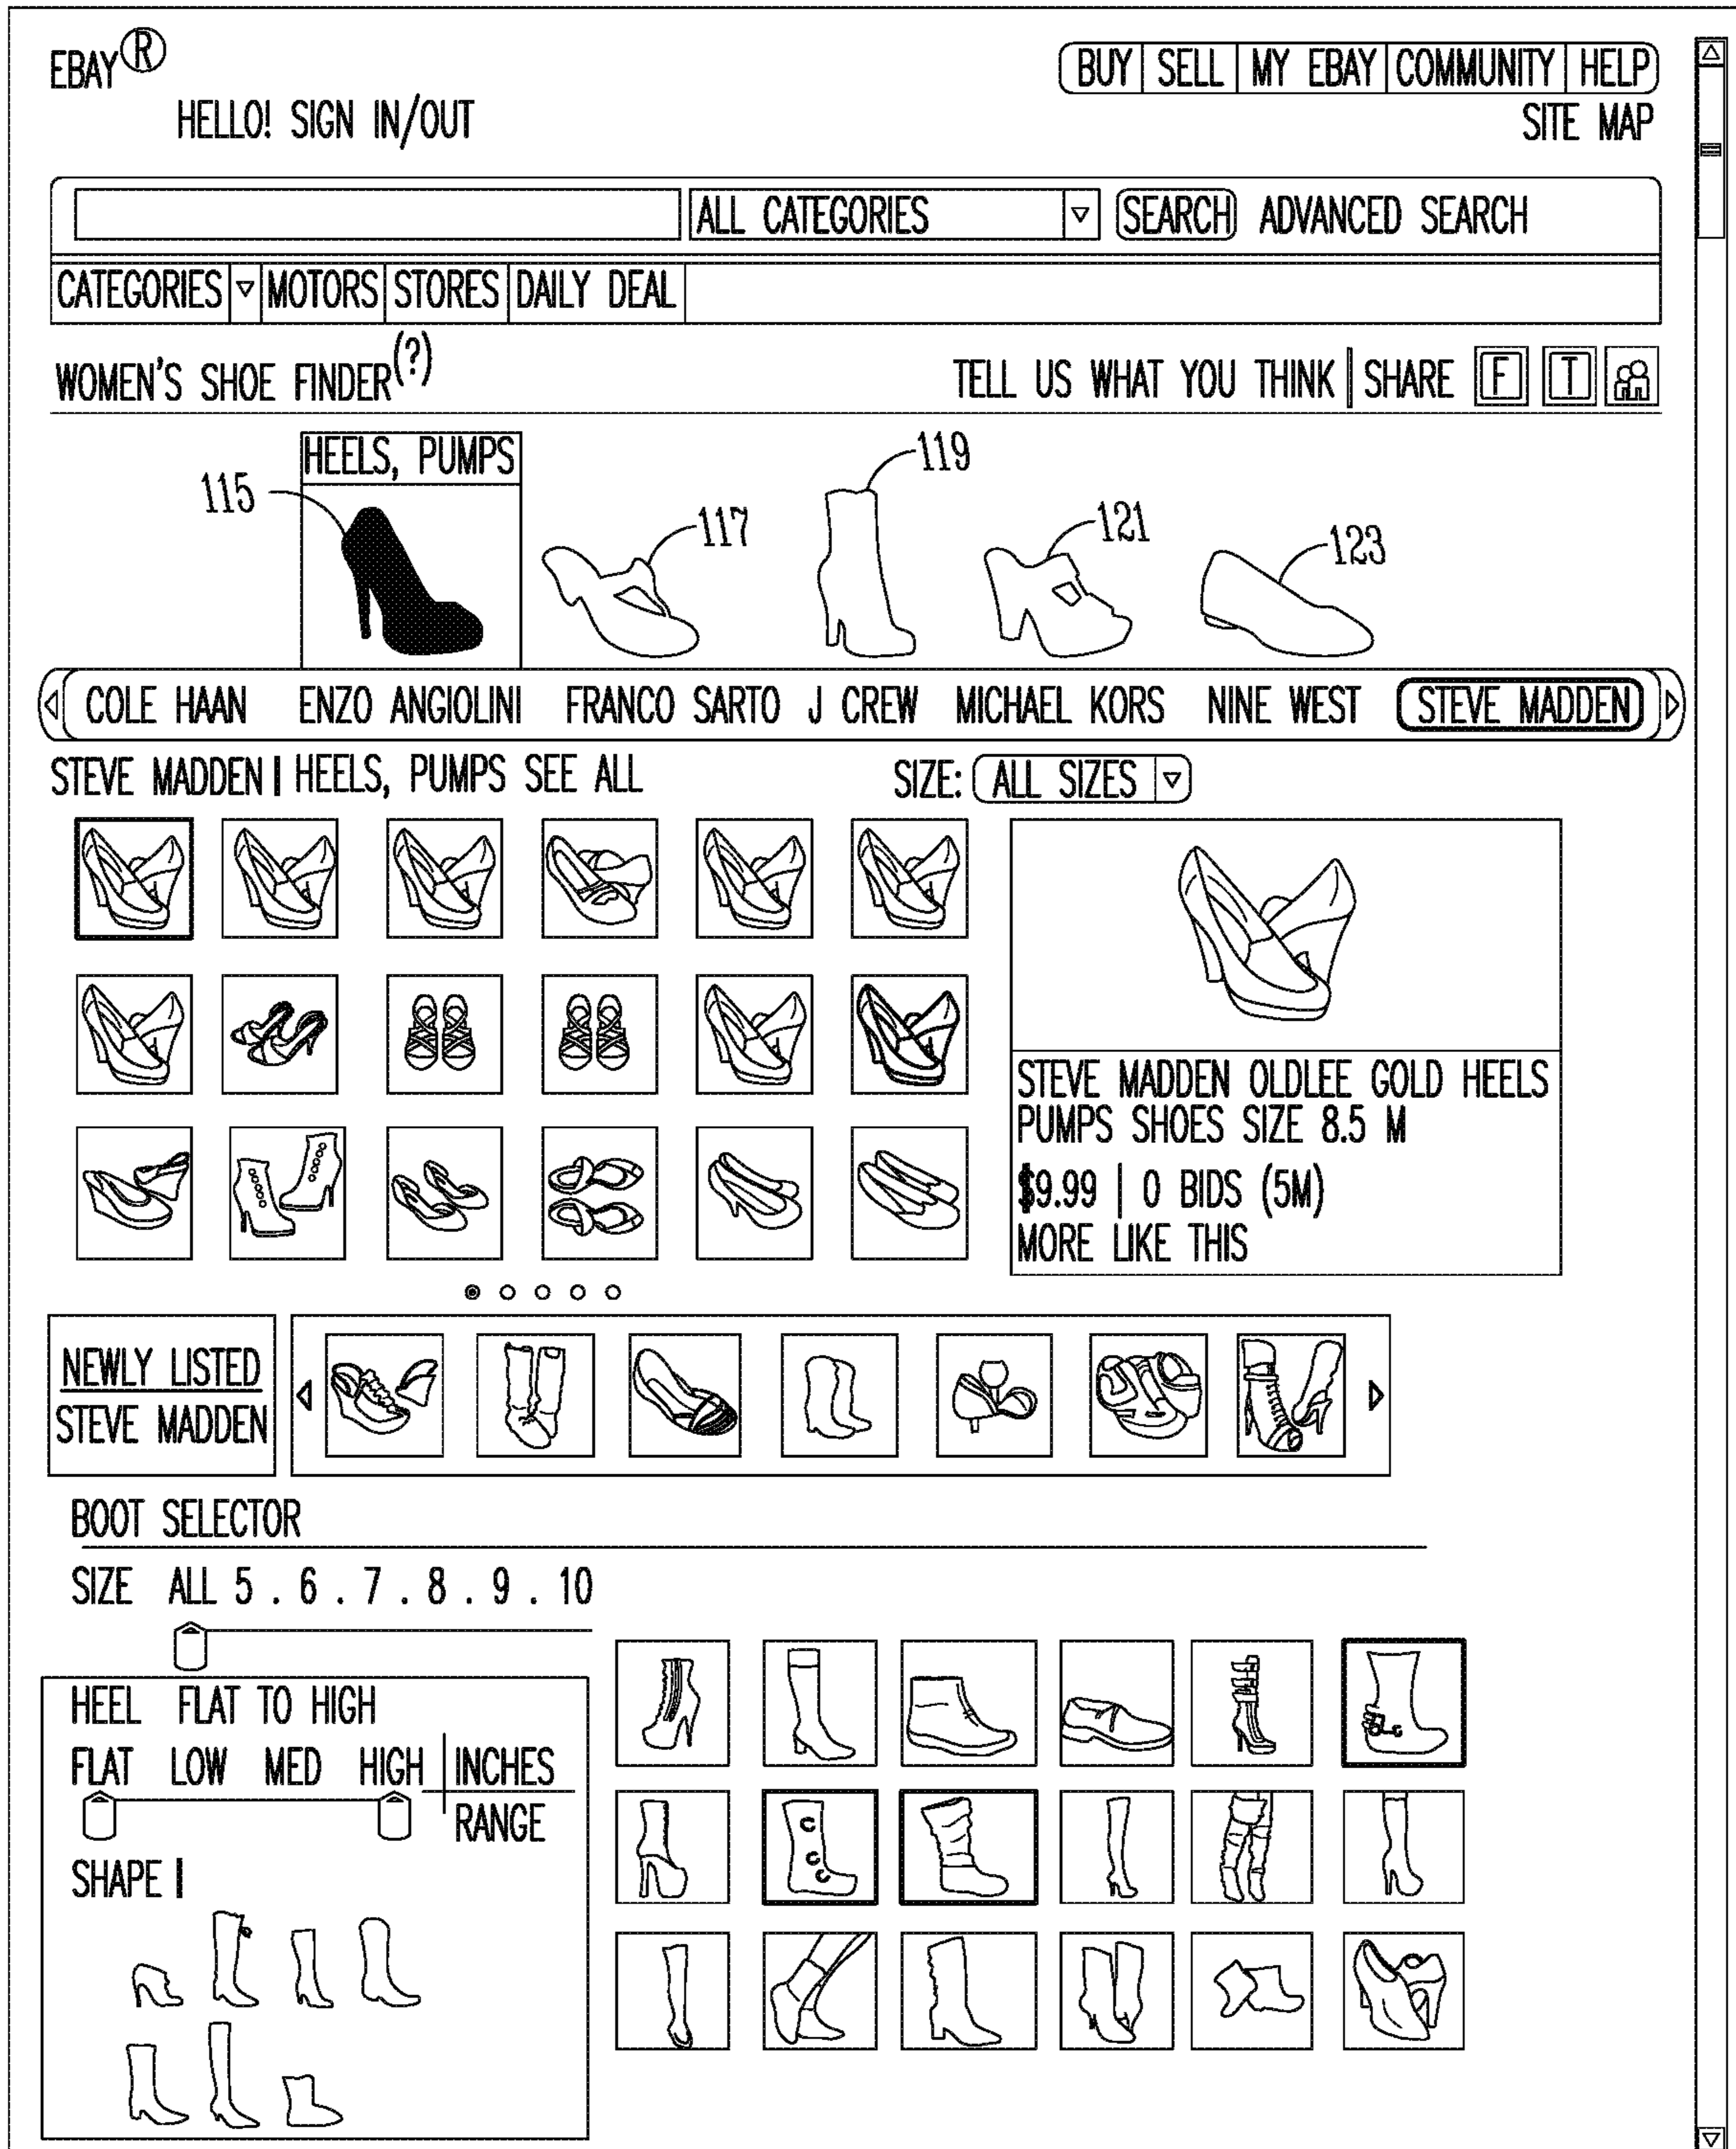 EBAY®
BUY SELL MY EBAY COMMUNITY HELP
HELLO! SIGN IN/OUT
SITE MAP
ALL CATEGORIES SEARCH ADVANCED SEARCH
CATEGORIES MOTORS STORES DAILY DEAL
WOMEN'S SHOE FINDER(?)
TELL US WHAT YOU THINK | SHARE F T
HEELS, PUMPS
115
117
119
121
123
COLE HAAN ENZO ANGIOLINI FRANCO SARTO J CREW MICHAEL KORS NINE WEST STEVE MADDEN
STEVE MADDEN | HEELS, PUMPS SEE ALL
SIZE: ALL SIZES
STEVE MADDEN OLDLEE GOLD HEELS
PUMPS SHOES SIZE 8.5 M
$9.99 | 0 BIDS (5M)
MORE LIKE THIS
NEWLY LISTED
STEVE MADDEN
BOOT SELECTOR
SIZE ALL 5 . 6 . 7 . 8 . 9 . 10
HEEL FLAT TO HIGH
FLAT LOW MED HIGH INCHES
RANGE
SHAPE |